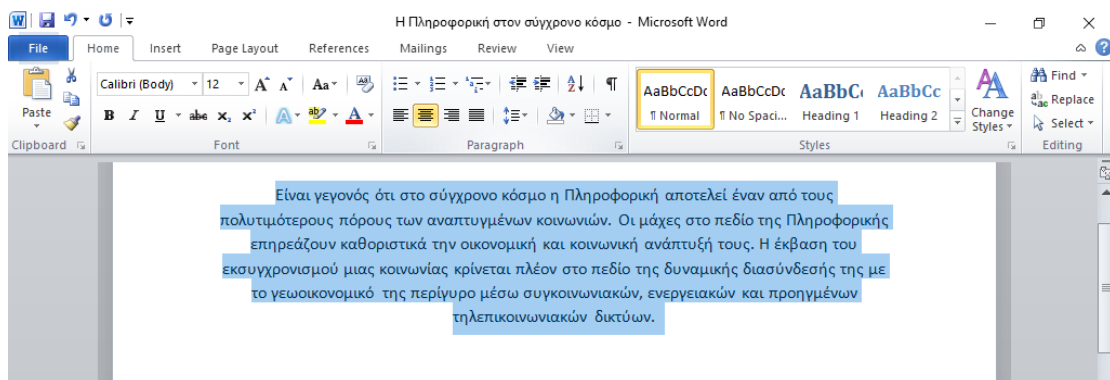 Η Πληροφορική στον σύγχρονο κόσμο - Microsoft Word
File Home Insert Page Layout References Mailings Review View
Paste
Clipboard
Calibri (Body) 12
Font
Paragraph
AaBbCcDc AaBbCcDc AaBbCc AaBbCc
¶ Normal ¶ No Spaci... Heading 1 Heading 2
Styles
Change Styles
Find
Replace
Select
Editing
Είναι γεγονός ότι στο σύγχρονο κόσμο η Πληροφορική αποτελεί έναν από τους
πολυτιμότερους πόρους των αναπτυγμένων κοινωνιών. Οι μάχες στο πεδίο της Πληροφορικής
επηρεάζουν καθοριστικά την οικονομική και κοινωνική ανάπτυξή τους. Η έκβαση του
εκσυγχρονισμού μιας κοινωνίας κρίνεται πλέον στο πεδίο της δυναμικής διασύνδεσής της με
το γεωοικονομικό της περίγυρο μέσω συγκοινωνιακών, ενεργειακών και προηγμένων
τηλεπικοινωνιακών δικτύων.